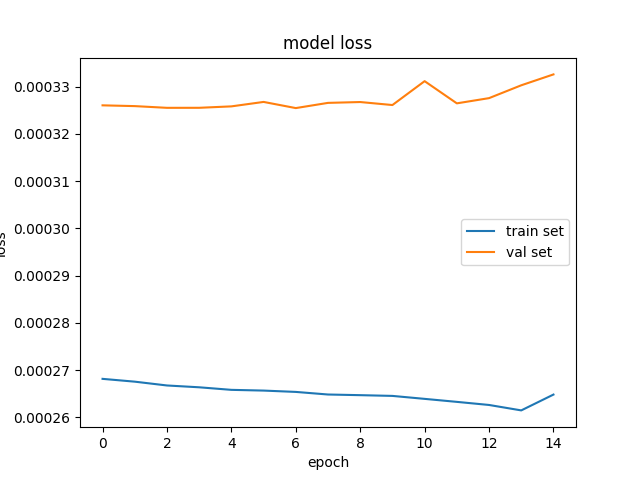 model loss
0.00033
0.00032
0.00031
0.00030
0.00029
0.00028
0.00027
0.00026
loss
train set
val set
0 2 4 6 8 10 12 14
epoch